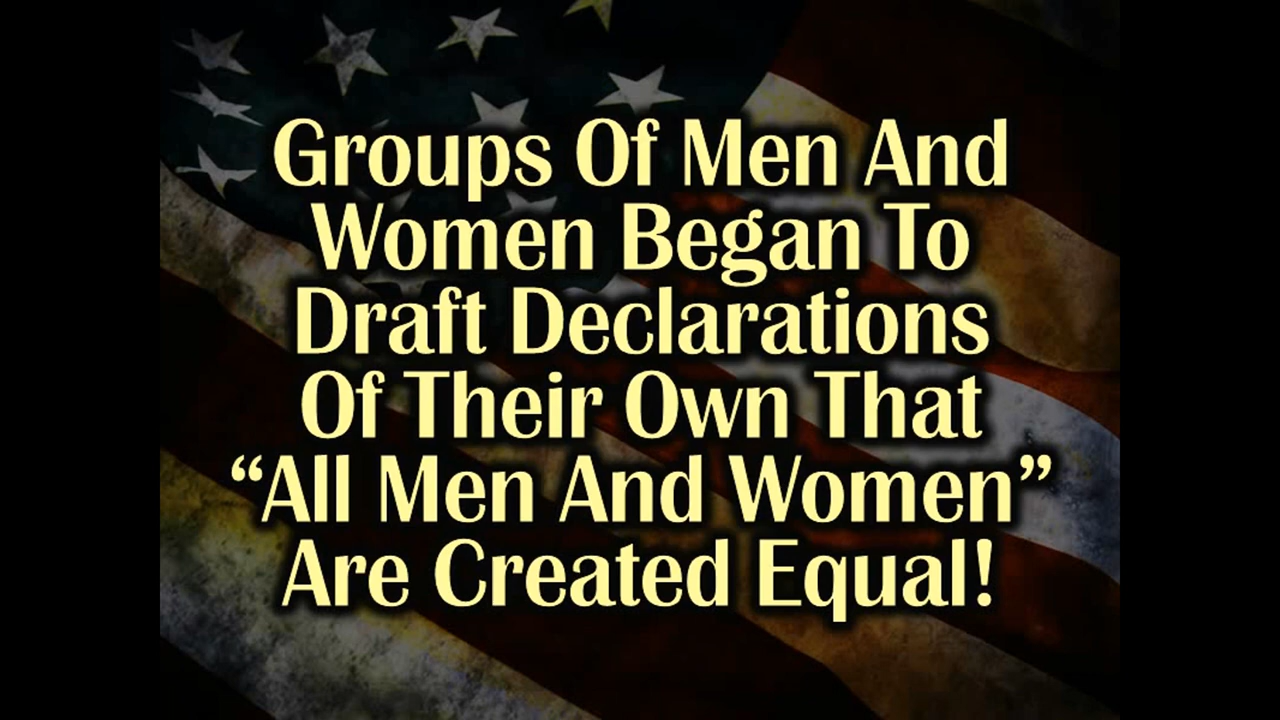 Groups Of Men And
Women Began To
Draft Declarations
Of Their Own That
“All Men And Women”
Are Created Equal!